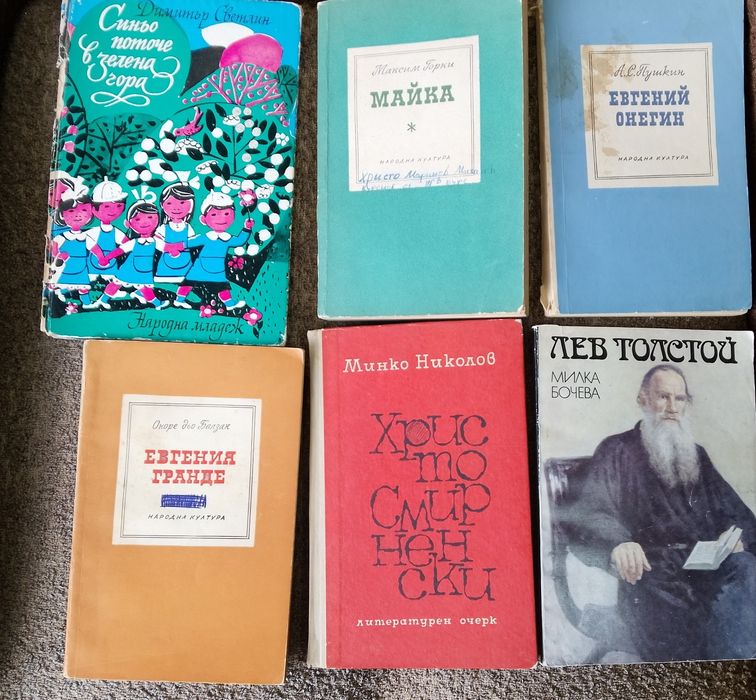 Димитър Светлин
Синьо
поточе
в зелена
гора
Народна младеж
Максим Горки
МАЙКА
*
НАРОДНА КУЛТУРА
Христо Маринов
А.С.Пушкин
ЕВГЕНИЙ
ОНЕГИН
НАРОДНА КУЛТУРА
Оноре дьо Балзак
ЕВГЕНИЯ
ГРАНДЕ
НАРОДНА КУЛТУРА
Минко Николов
Хрис
то
Смир
нен
ски
литературен очерк
ЛЕВ ТОЛСТОЙ
МИЛКА
БОЧЕВА